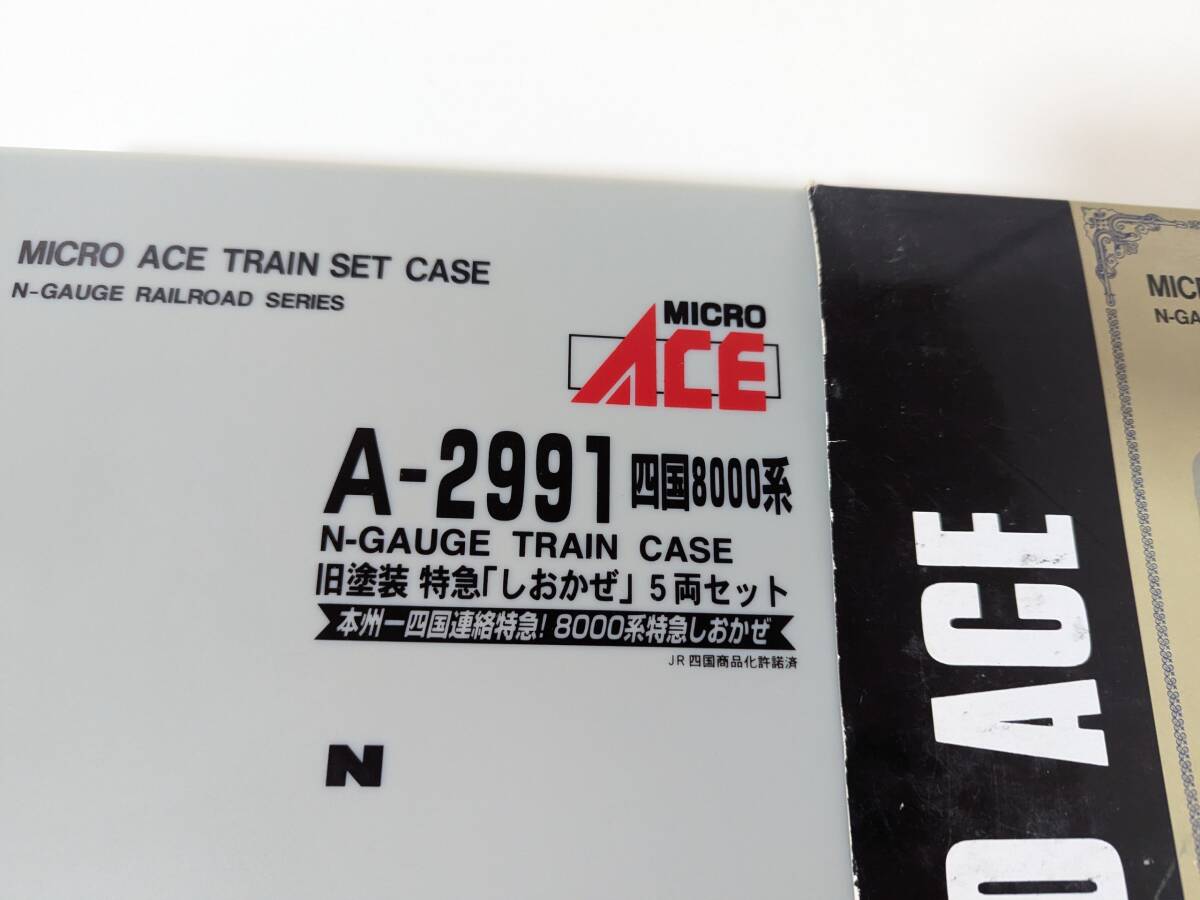 MICRO ACE TRAIN SET CASE
N-GAUGE RAILROAD SERIES
MICRO
ACE
A-2991 四国8000系
N-GAUGE TRAIN CASE
旧塗装 特急「しおかぜ」5両セット
本州ー四国連絡特急!8000系特急しおかぜ
JR四国商品化許諾済
N
ACE